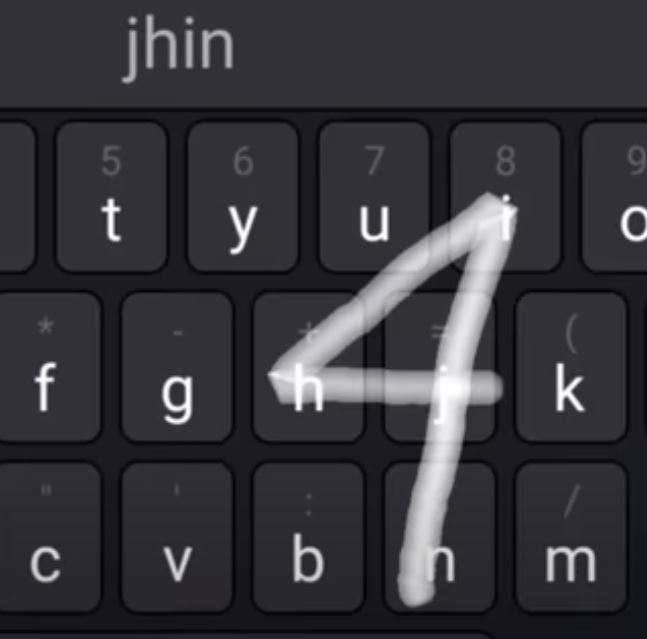 jhin
5 6 7 8 9
t y u i o
* - + = (
f g h j k
" ' : /
c v b n m